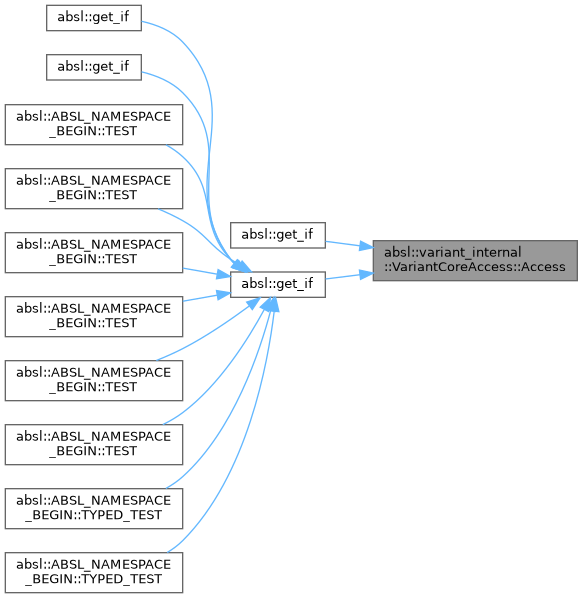 absl::get_if
absl::get_if
absl::ABSL_NAMESPACE
_BEGIN::TEST
absl::ABSL_NAMESPACE
_BEGIN::TEST
absl::get_if
absl::ABSL_NAMESPACE
_BEGIN::TEST
absl::variant_internal
::VariantCoreAccess::Access
absl::get_if
absl::ABSL_NAMESPACE
_BEGIN::TEST
absl::ABSL_NAMESPACE
_BEGIN::TEST
absl::ABSL_NAMESPACE
_BEGIN::TEST
absl::ABSL_NAMESPACE
_BEGIN::TYPED_TEST
absl::ABSL_NAMESPACE
_BEGIN::TYPED_TEST